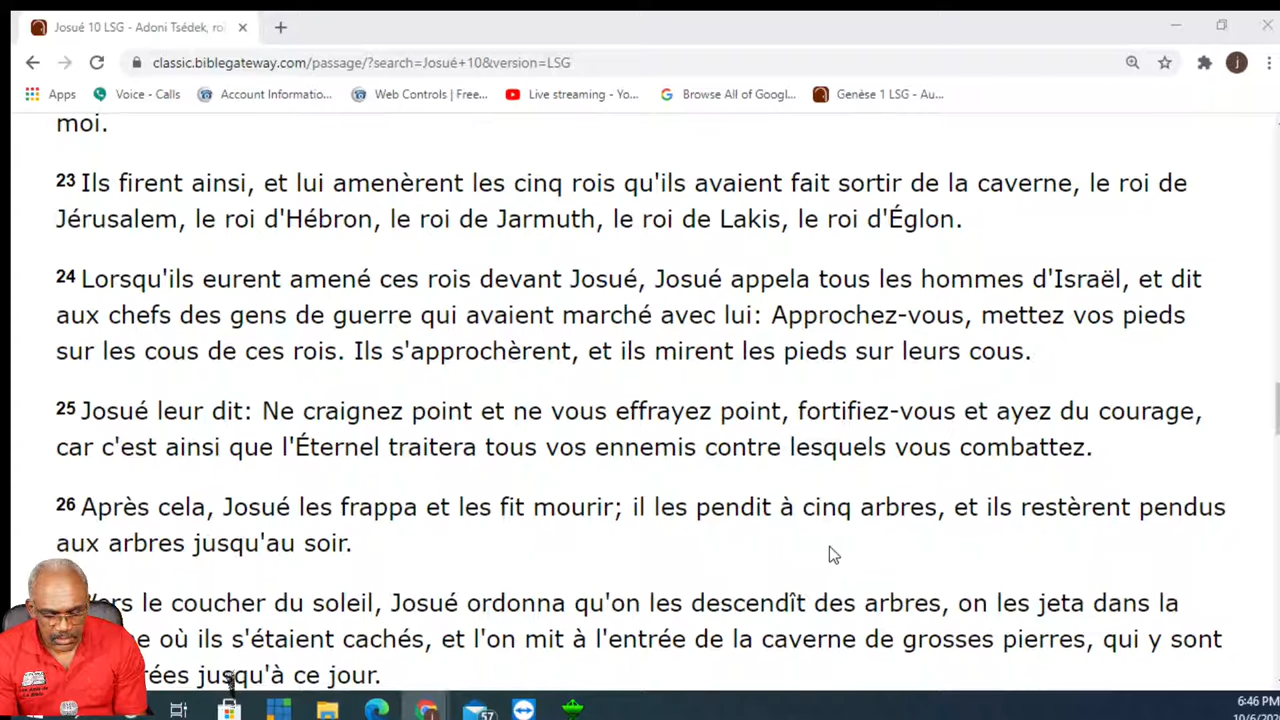 Josué 10 LSG - Adoni Tsédek, roi
classic.biblegateway.com/passage/?search=Josué+10&version=LSG
j
Apps Voice - Calls Account Informatio... Web Controls | Free... Live streaming - Yo... Browse All of Googl... Genèse 1 LSG - Au...
moi.
23 Ils firent ainsi, et lui amenèrent les cinq rois qu'ils avaient fait sortir de la caverne, le roi de
Jérusalem, le roi d'Hébron, le roi de Jarmuth, le roi de Lakis, le roi d'Églon.
24 Lorsqu'ils eurent amené ces rois devant Josué, Josué appela tous les hommes d'Israël, et dit
aux chefs des gens de guerre qui avaient marché avec lui: Approchez-vous, mettez vos pieds
sur les cous de ces rois. Ils s'approchèrent, et ils mirent les pieds sur leurs cous.
25 Josué leur dit: Ne craignez point et ne vous effrayez point, fortifiez-vous et ayez du courage,
car c'est ainsi que l'Éternel traitera tous vos ennemis contre lesquels vous combattez.
26 Après cela, Josué les frappa et les fit mourir; il les pendit à cinq arbres, et ils restèrent pendus
aux arbres jusqu'au soir.
le coucher du soleil, Josué ordonna qu'on les descendît des arbres, on les jeta dans la
où ils s'étaient cachés, et l'on mit à l'entrée de la caverne de grosses pierres, qui y sont
jusqu'à ce jour.
57
6:46 PM